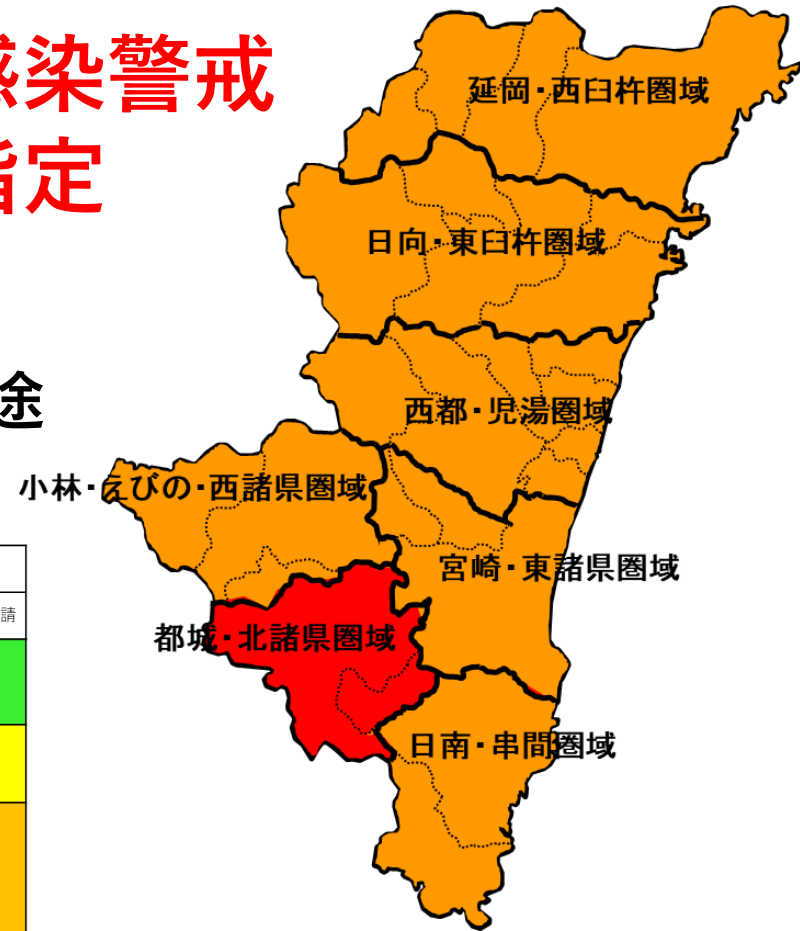 感染警戒
指定
途
請
延岡・西臼杵圏域
日向・東臼杵圏域
西都・児湯圏域
小林・えびの・西諸県圏域
宮崎・東諸県圏域
都城・北諸県圏域
日南・串間圏域